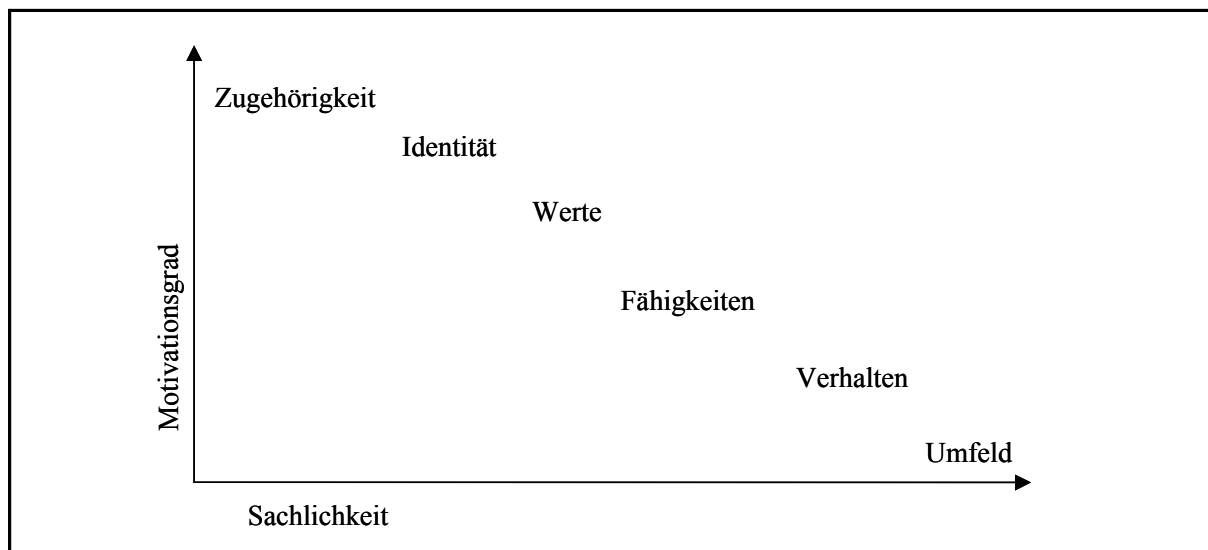 Zugehörigkeit
Identität
Werte
Fähigkeiten
Verhalten
Umfeld
Motivationsgrad
Sachlichkeit